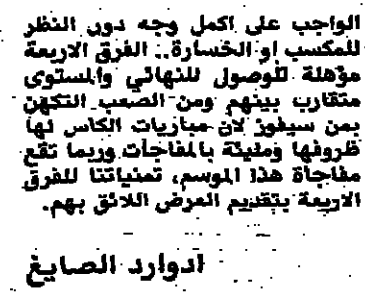 الواجب على اكمل وجه دون النظر
للمكسب او الخسارة.. الفرق الاربعة
مؤهلة للوصول للنهائي والمستوى
متقارب بينهم ومن الصعب التكهن
بمن سيفوز لان مباريات الكاس لها
ظروفها ومليئة بالمفاجآت وربما تقع
مفاجاة هذا الموسم، تمنياتنا للفرق
الاربعة بتقديم العرض اللائق بهم.
ادوارد الصايغ